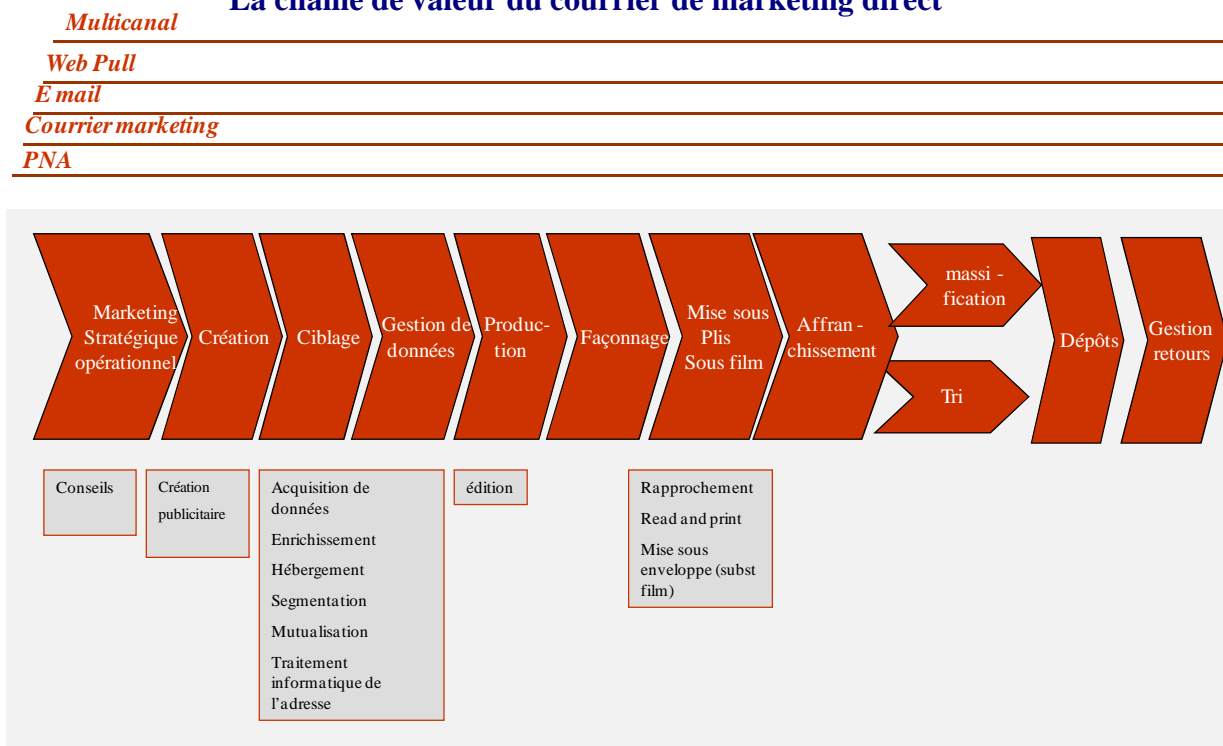 La chaîne de valeur du courrier de marketing direct
Multicanal
Web Pull
E mail
Courrier marketing
PNA
Marketing
Stratégique
opérationnel
Création
Ciblage
Gestion de
données
Produc-
tion
Façonnage
Mise sous
Plis
Sous film
Affran -
chissement
massi -
fication
Tri
Dépôts
Gestion
retours
Conseils
Création
publicitaire
Acquisition de
données
Enrichissement
Hébergement
Segmentation
Mutualisation
Traitement
informatique de
l’adresse
édition
Rapprochement
Read and print
Mise sous
enveloppe (subst
film)